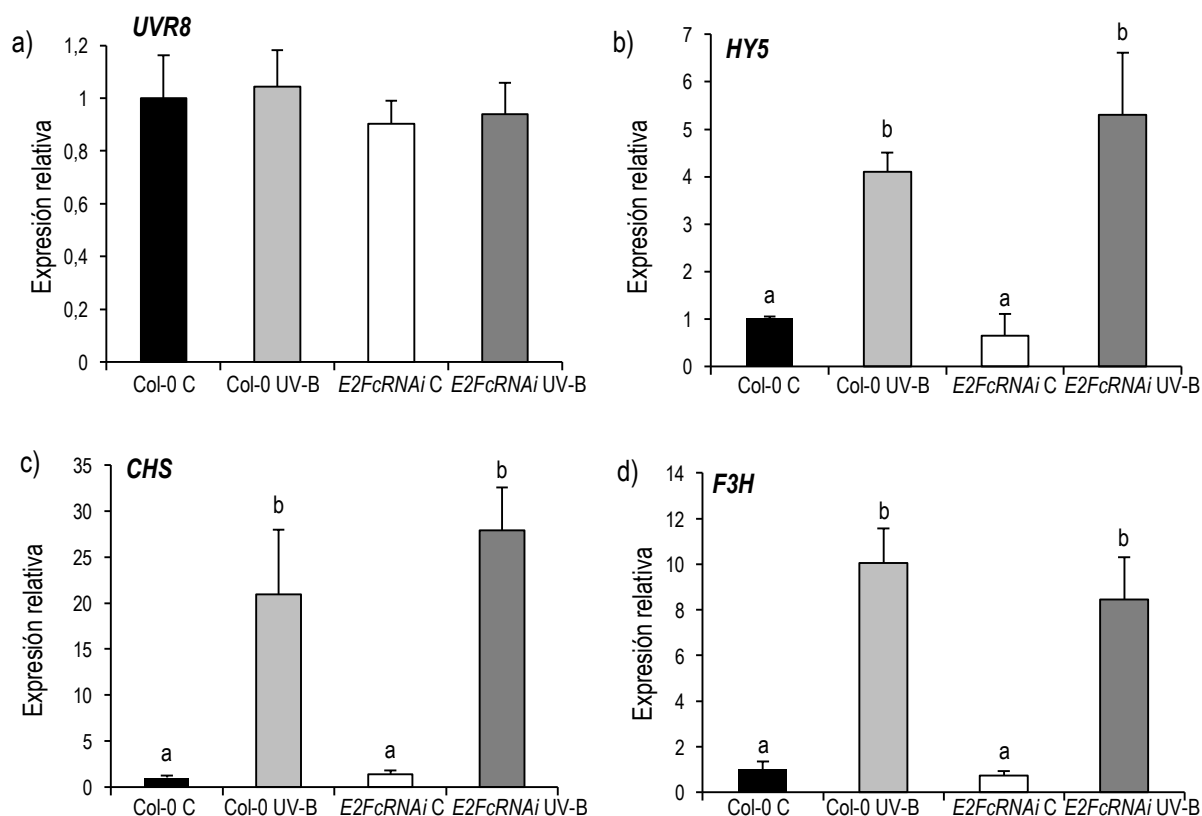 a)
UVR8
Expresión relativa
1,2
1
0,8
0,6
0,4
0,2
0
Col-0 C
Col-0 UV-B
E2FcRNAi C
E2FcRNAi UV-B
b)
HY5
Expresión relativa
7
6
5
4
3
2
1
0
a
b
a
b
Col-0 C
Col-0 UV-B
E2FcRNAi C
E2FcRNAi UV-B
c)
CHS
Expresión relativa
35
30
25
20
15
10
5
0
a
b
a
b
Col-0 C
Col-0 UV-B
E2FcRNAi C
E2FcRNAi UV-B
d)
F3H
Expresión relativa
14
12
10
8
6
4
2
0
a
b
a
b
Col-0 C
Col-0 UV-B
E2FcRNAi C
E2FcRNAi UV-B